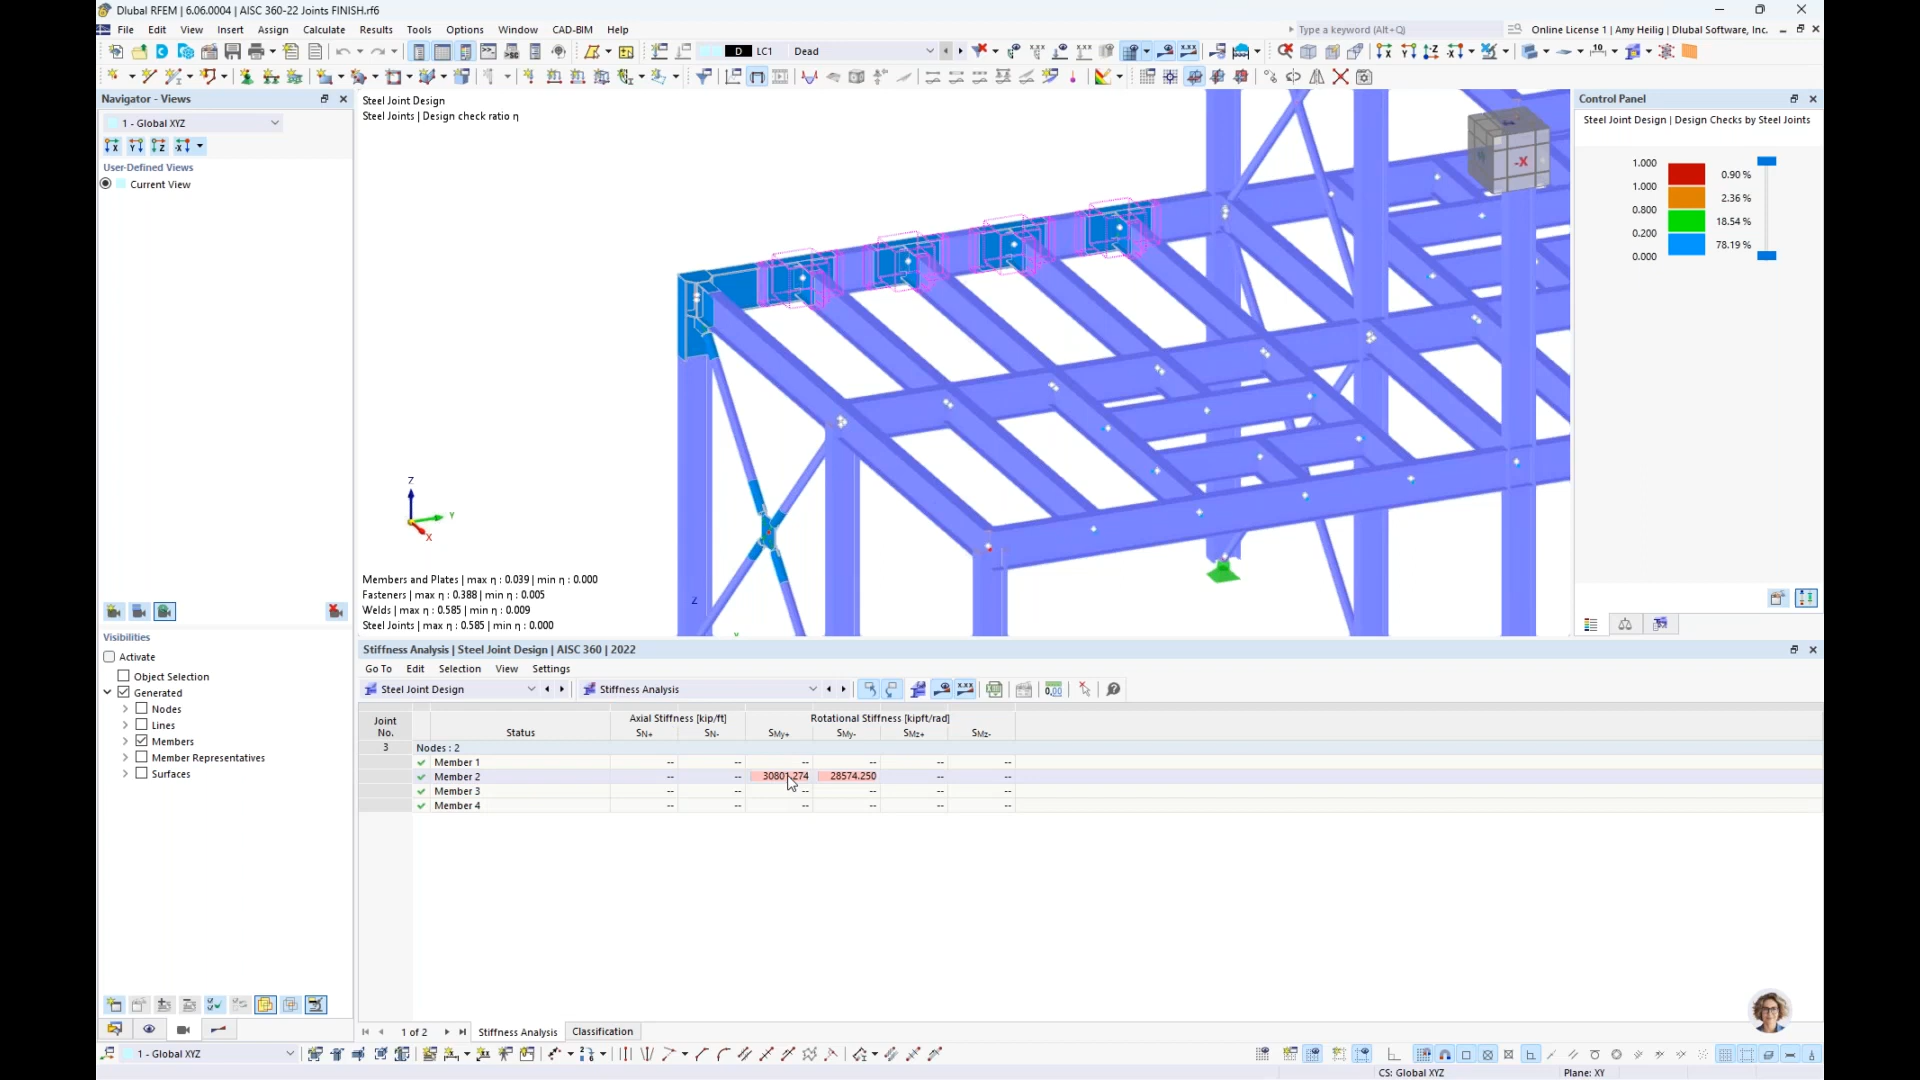 Dlubal RFEM | 6.06.0004 | AISC 360-22 Joints FINISH.rf6
File Edit View Insert Assign Calculate Results Tools Options Window CAD-BIM Help
Type a keyword (Alt+Q)
Online License 1 | Amy Heilig | Dlubal Software, Inc.
D LC1 Dead
Navigator - Views
1 - Global XYZ
User-Defined Views
Current View
Visibilities
Activate
Object Selection
Generated
Nodes
Lines
Members
Member Representatives
Surfaces
Steel Joint Design
Steel Joints | Design check ratio η
-X
Z
Y
X
Z
Members and Plates | max η : 0.039 | min η : 0.000
Fasteners | max η : 0.388 | min η : 0.005
Welds | max η : 0.585 | min η : 0.009
Steel Joints | max η : 0.585 | min η : 0.000
Control Panel
Steel Joint Design | Design Checks by Steel Joints
1.000
0.90 %
1.000
2.36 %
0.800
18.54 %
0.200
78.19 %
0.000
Stiffness Analysis | Steel Joint Design | AISC 360 | 2022
Go To Edit Selection View Settings
Steel Joint Design
Stiffness Analysis
Joint No. Status Axial Stiffness [kip/ft] Rotational Stiffness [kipft/rad]
SN+ SN- SMy+ SMy- SMz+ SMz-
3 Nodes : 2
Member 1 -- -- -- -- -- --
Member 2 -- -- 30801.274 28574.250 -- --
Member 3 -- -- -- -- -- --
Member 4 -- -- -- -- -- --
1 of 2 Stiffness Analysis Classification
1 - Global XYZ
CS: Global XYZ Plane: XY